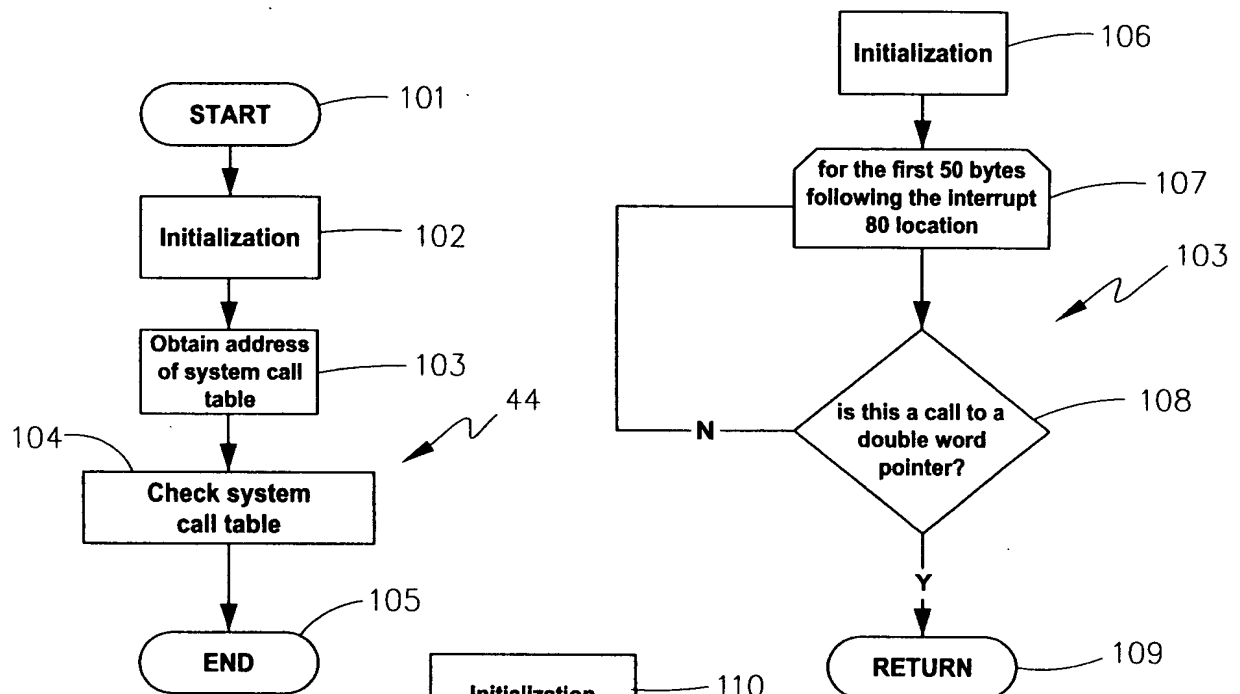 START
101
Initialization
102
Obtain address
of system call
table
103
44
104
Check system
call table
105
END
Initialization
106
for the first 50 bytes
following the interrupt
80 location
107
103
is this a call to a
double word
pointer?
108
N
Y
RETURN
109
Initialization
110